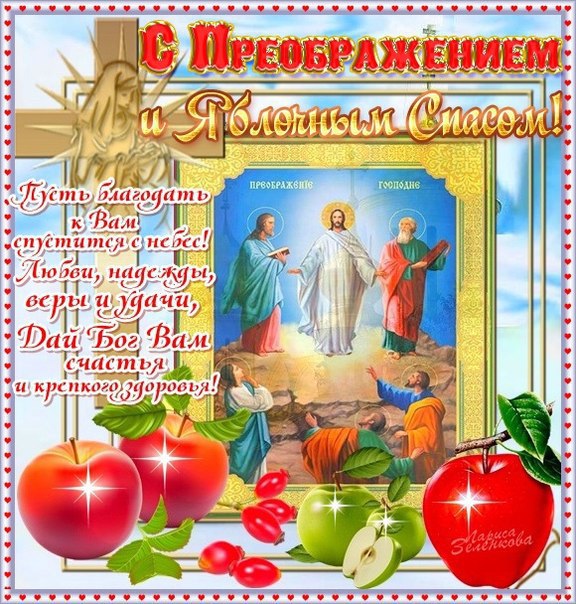 С Преображением
и Яблочным Спасом!
ПРЕОБРАЖЕНІЕ ГОСПОДНЕ
Пусть благодать
к Вам
спустится с небес!
Любви, надежды,
веры и удачи,
Дай Бог Вам
счастья
и крепкого здоровья!
Лариса
Зеленкова